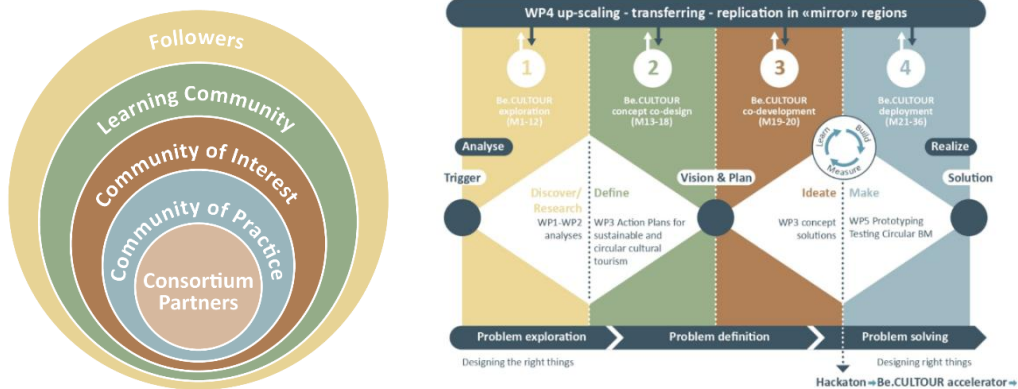 Followers
Learning Community
Community of Interest
Community of Practice
Consortium
Partners
WP4 up-scaling - transferring - replication in «mirror» regions
1
Be.CULTOUR
exploration
(M1-12)
2
Be.CULTOUR
concept co-design
(M13-18)
3
Be.CULTOUR
co-development
(M19-20)
4
Be.CULTOUR
deployment
(M21-36)
Analyse
Learn
Build
Measure
Realize
Trigger
Vision & Plan
Solution
Discover/
Research
WP1-WP2
analyses
Define
WP3 Action Plans for
sustainable and
circular cultural
tourism
Ideate
WP3 concept
solutions
Make
WP5 Prototyping
Testing Circular BM
Problem exploration
Problem definition
Problem solving
Designing the right things
Designing right things
Hackaton ➡ Be.CULTOUR accelerator ➡